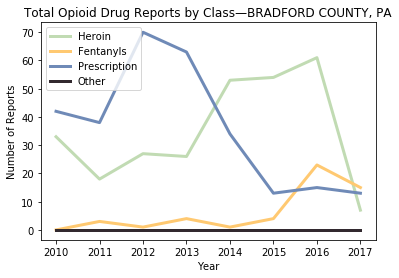 Total Opioid Drug Reports by Class—BRADFORD COUNTY, PA
Heroin
Fentanyls
Prescription
Other
Number of Reports
70
60
50
40
30
20
10
0
2010 2011 2012 2013 2014 2015 2016 2017
Year